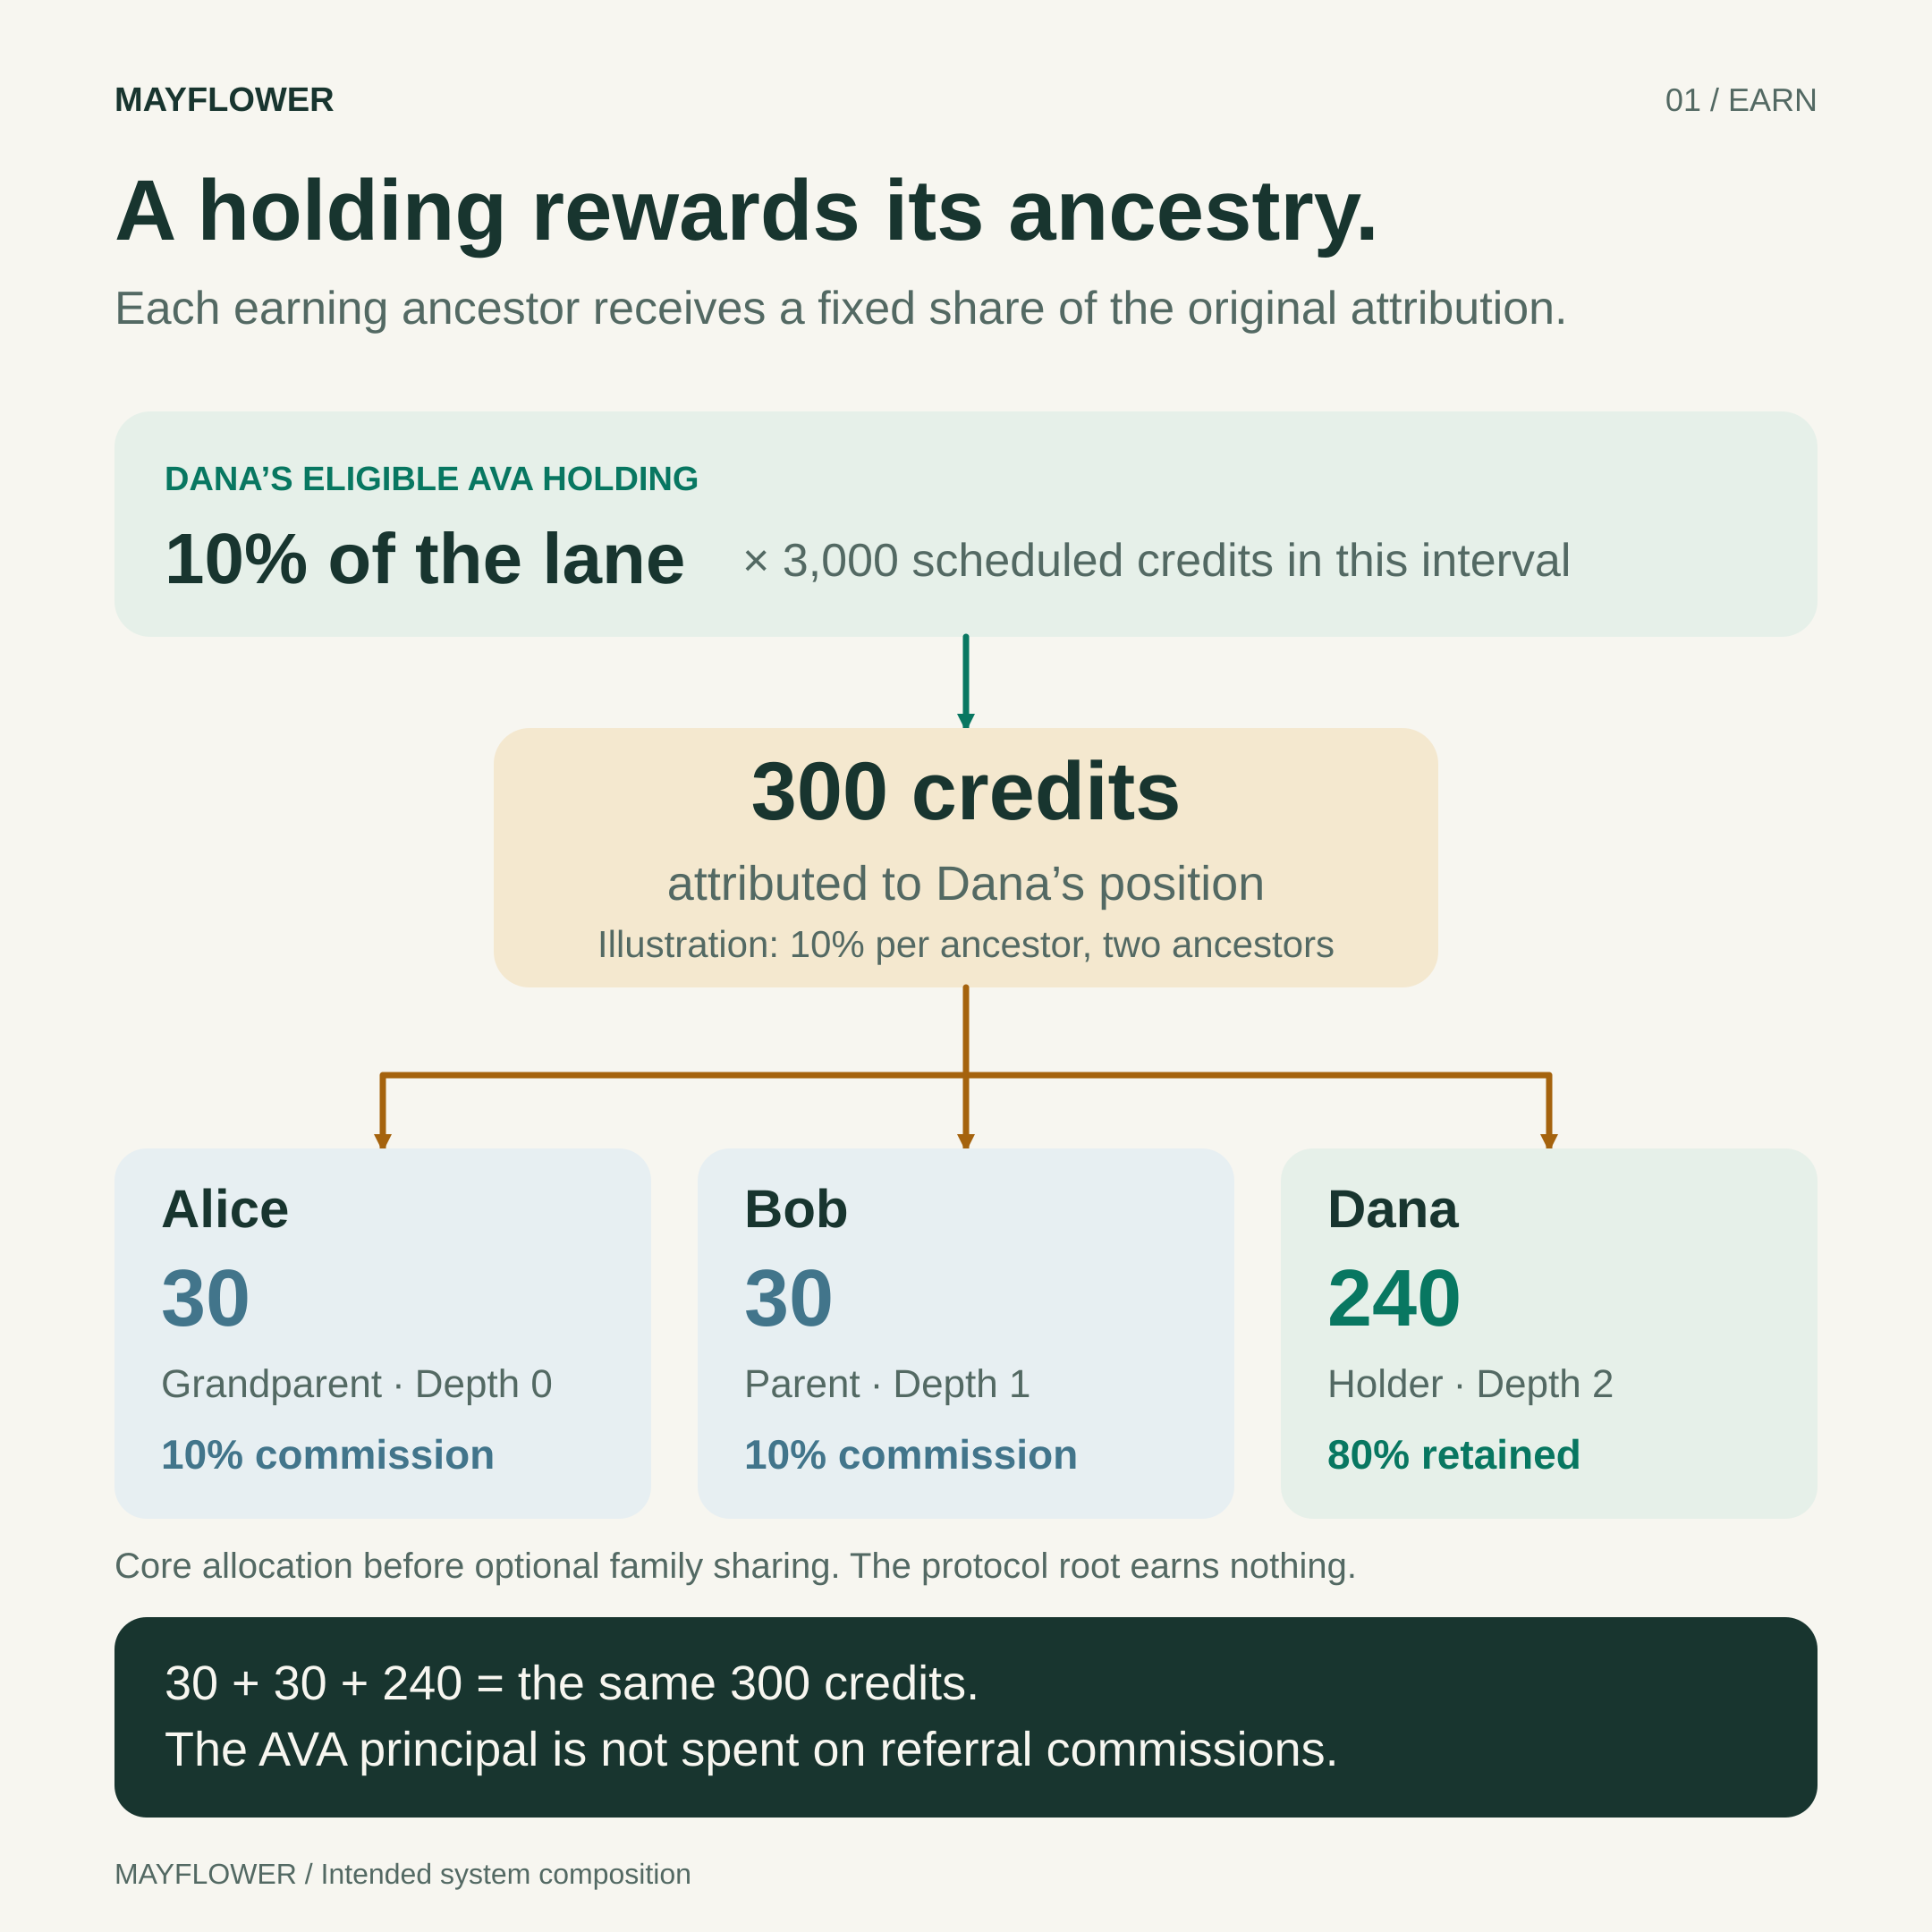 MAYFLOWER
01 / EARN
A holding rewards its ancestry.
Each earning ancestor receives a fixed share of the original attribution.
DANA’S ELIGIBLE AVA HOLDING
10% of the lane × 3,000 scheduled credits in this interval
300 credits
attributed to Dana’s position
Illustration: 10% per ancestor, two ancestors
Alice
30
Grandparent · Depth 0
10% commission
Bob
30
Parent · Depth 1
10% commission
Dana
240
Holder · Depth 2
80% retained
Core allocation before optional family sharing. The protocol root earns nothing.
30 + 30 + 240 = the same 300 credits.
The AVA principal is not spent on referral commissions.
MAYFLOWER / Intended system composition